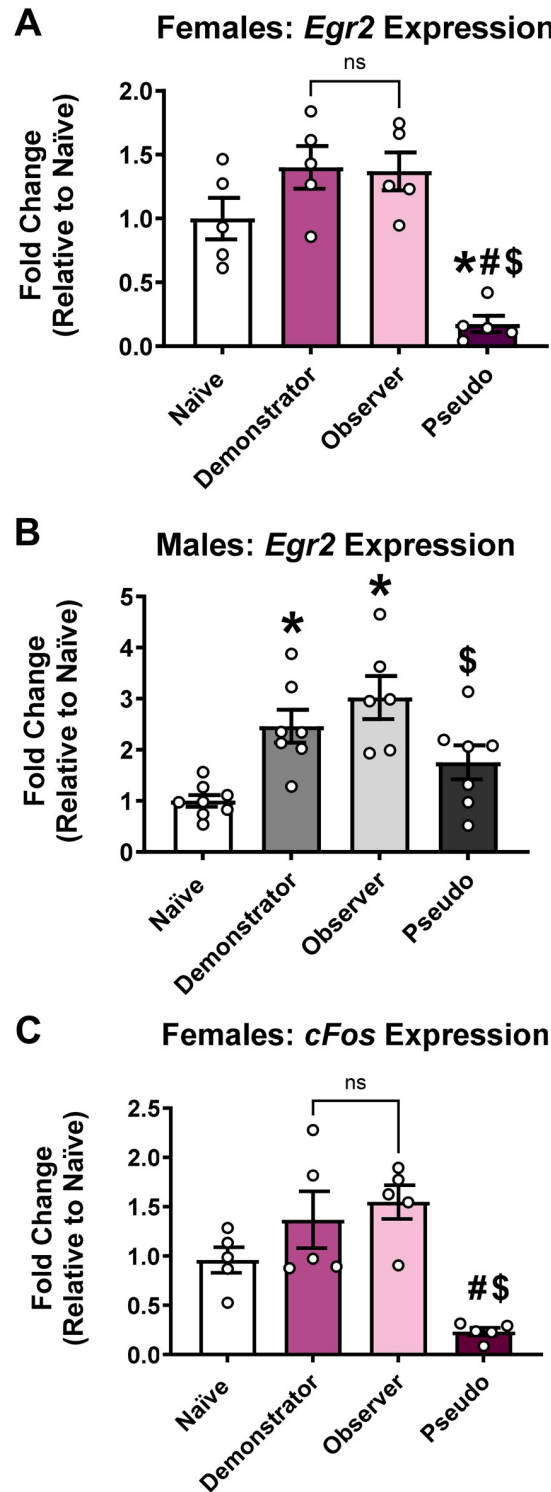 A
Females: Egr2 Expression
ns
Fold Change
(Relative to Naïve)
2.0
1.5
1.0
0.5
0.0
*#$
Naïve
Demonstrator
Observer
Pseudo
B
Males: Egr2 Expression
*
*
$
Fold Change
(Relative to Naïve)
5
4
3
2
1
0
Naïve
Demonstrator
Observer
Pseudo
C
Females: cFos Expression
ns
Fold Change
(Relative to Naïve)
2.5
2.0
1.5
1.0
0.5
0.0
#$
Naïve
Demonstrator
Observer
Pseudo